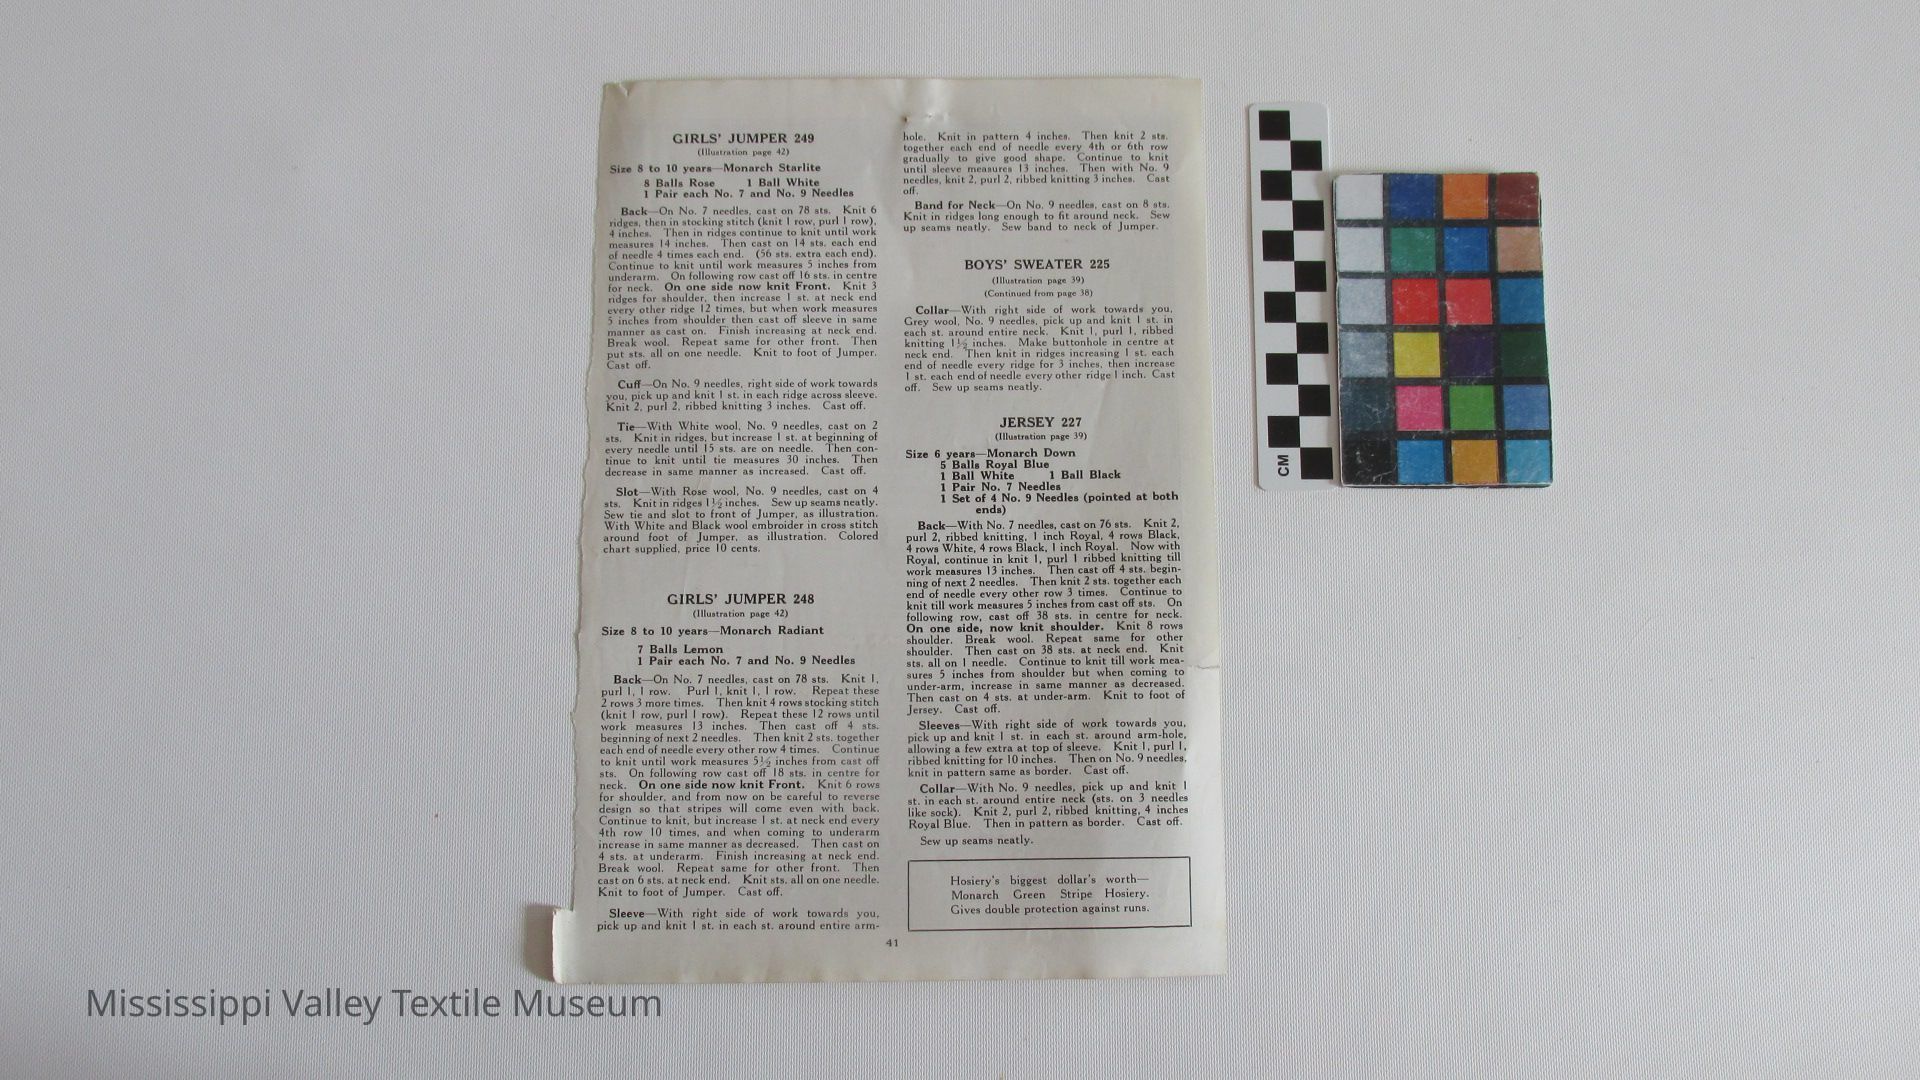 GIRLS' JUMPER 249
(Illustration page 42)
Size 8 to 10 years—Monarch Starlite
8 Balls Rose 1 Ball White
1 Pair each No. 7 and No. 9 Needles
Back—On No. 7 needles, cast on 78 sts. Knit 6
ridges, then in stocking stitch (knit 1 row, purl 1 row),
4 inches. Then in ridges continue to knit until work
measures 14 inches. Then cast on 14 sts. each end
of needle 4 times each end. (56 sts. extra each end).
Continue to knit until work measures 5 inches from
underarm. On following row cast off 16 sts. in centre
for neck. On one side now knit Front. Knit 3
ridges for shoulder, then increase 1 st. at neck end
every other ridge 12 times, but when work measures
5 inches from shoulder then cast off sleeve in same
manner as cast on. Finish increasing at neck end.
Break wool. Repeat same for other front. Then
put sts. all on one needle. Knit to foot of Jumper.
Cast off.
Cuff—On No. 9 needles, right side of work towards
you, pick up and knit 1 st. in each ridge across sleeve.
Knit 2, purl 2, ribbed knitting 3 inches. Cast off.
Tie—With White wool, No. 9 needles, cast on 2
sts. Knit in ridges, but increase 1 st. at beginning of
every needle until 15 sts. are on needle. Then con-
tinue to knit until tie measures 30 inches. Then
decrease in same manner as increased. Cast off.
Slot—With Rose wool, No. 9 needles, cast on 4
sts. Knit in ridges 1½ inches. Sew up seams neatly.
Sew tie and slot to front of Jumper, as illustration.
With White and Black wool embroider in cross stitch
around foot of Jumper, as illustration. Colored
chart supplied, price 10 cents.
GIRLS' JUMPER 248
(Illustration page 42)
Size 8 to 10 years—Monarch Radiant
7 Balls Lemon
1 Pair each No. 7 and No. 9 Needles
Back—On No. 7 needles, cast on 78 sts. Knit 1,
purl 1, 1 row. Purl 1, knit 1, 1 row. Repeat these
2 rows 3 more times. Then knit 4 rows stocking stitch
(knit 1 row, purl 1 row). Repeat these 12 rows until
work measures 13 inches. Then cast off 4 sts.
beginning of next 2 needles. Then knit 2 sts. together
each end of needle every other row 4 times. Continue
to knit until work measures 5½ inches from cast off
sts. On following row cast off 18 sts. in centre for
neck. On one side now knit Front. Knit 6 rows
for shoulder, and from now on be careful to reverse
design so that stripes will come even with back.
Continue to knit, but increase 1 st. at neck end every
4th row 10 times, and when coming to underarm
increase in same manner as decreased. Then cast on
4 sts. at underarm. Finish increasing at neck end.
Break wool. Repeat same for other front. Then
cast on 6 sts. at neck end. Knit sts. all on one needle.
Knit to foot of Jumper. Cast off.
Sleeve—With right side of work towards you,
pick up and knit 1 st. in each st. around entire arm-
hole. Knit in pattern 4 inches. Then knit 2 sts.
together each end of needle every 4th or 6th row
gradually to give good shape. Continue to knit
until sleeve measures 13 inches. Then with No. 9
needles, knit 2, purl 2, ribbed knitting 3 inches. Cast
off.
Band for Neck—On No. 9 needles, cast on 8 sts.
Knit in ridges long enough to fit around neck. Sew
up seams neatly. Sew band to neck of Jumper.
BOYS' SWEATER 225
(Illustration page 39)
(Continued from page 38)
Collar—With right side of work towards you,
Grey wool, No. 9 needles, pick up and knit 1 st. in
each st. around entire neck. Knit 1, purl 1, ribbed
knitting 1½ inches. Make buttonhole in centre at
neck end. Then knit in ridges increasing 1 st. each
end of needle every ridge for 3 inches, then increase
1 st. each end of needle every other ridge 1 inch. Cast
off. Sew up seams neatly.
JERSEY 227
(Illustration page 39)
Size 6 years—Monarch Down
5 Balls Royal Blue
1 Ball White 1 Ball Black
1 Pair No. 7 Needles
1 Set of 4 No. 9 Needles (pointed at both
ends)
Back—With No. 7 needles, cast on 76 sts. Knit 2,
purl 2, ribbed knitting, 1 inch Royal, 4 rows Black,
4 rows White, 4 rows Black, 1 inch Royal. Now with
Royal, continue in knit 1, purl 1 ribbed knitting till
work measures 13 inches. Then cast off 4 sts. begin-
ning of next 2 needles. Then knit 2 sts. together each
end of needle every other row 3 times. Continue to
knit till work measures 5 inches from cast off sts. On
following row, cast off 38 sts. in centre for neck.
On one side, now knit shoulder. Knit 8 rows
shoulder. Break wool. Repeat same for other
shoulder. Then cast on 38 sts. at neck end. Knit
sts. all on 1 needle. Continue to knit till work mea-
sures 5 inches from shoulder but when coming to
under-arm, increase in same manner as decreased.
Then cast on 4 sts. at under-arm. Knit to foot of
Jersey. Cast off.
Sleeves—With right side of work towards you,
pick up and knit 1 st. in each st. around arm-hole,
allowing a few extra at top of sleeve. Knit 1, purl 1,
ribbed knitting for 10 inches. Then on No. 9 needles,
knit in pattern same as border. Cast off.
Collar—With No. 9 needles, pick up and knit 1
st. in each st. around entire neck (sts. on 3 needles
like sock). Knit 2, purl 2, ribbed knitting, 4 inches
Royal Blue. Then in pattern as border. Cast off.
Sew up seams neatly.
Hosiery's biggest dollar's worth—
Monarch Green Stripe Hosiery.
Gives double protection against runs.
41
CM
Mississippi Valley Textile Museum